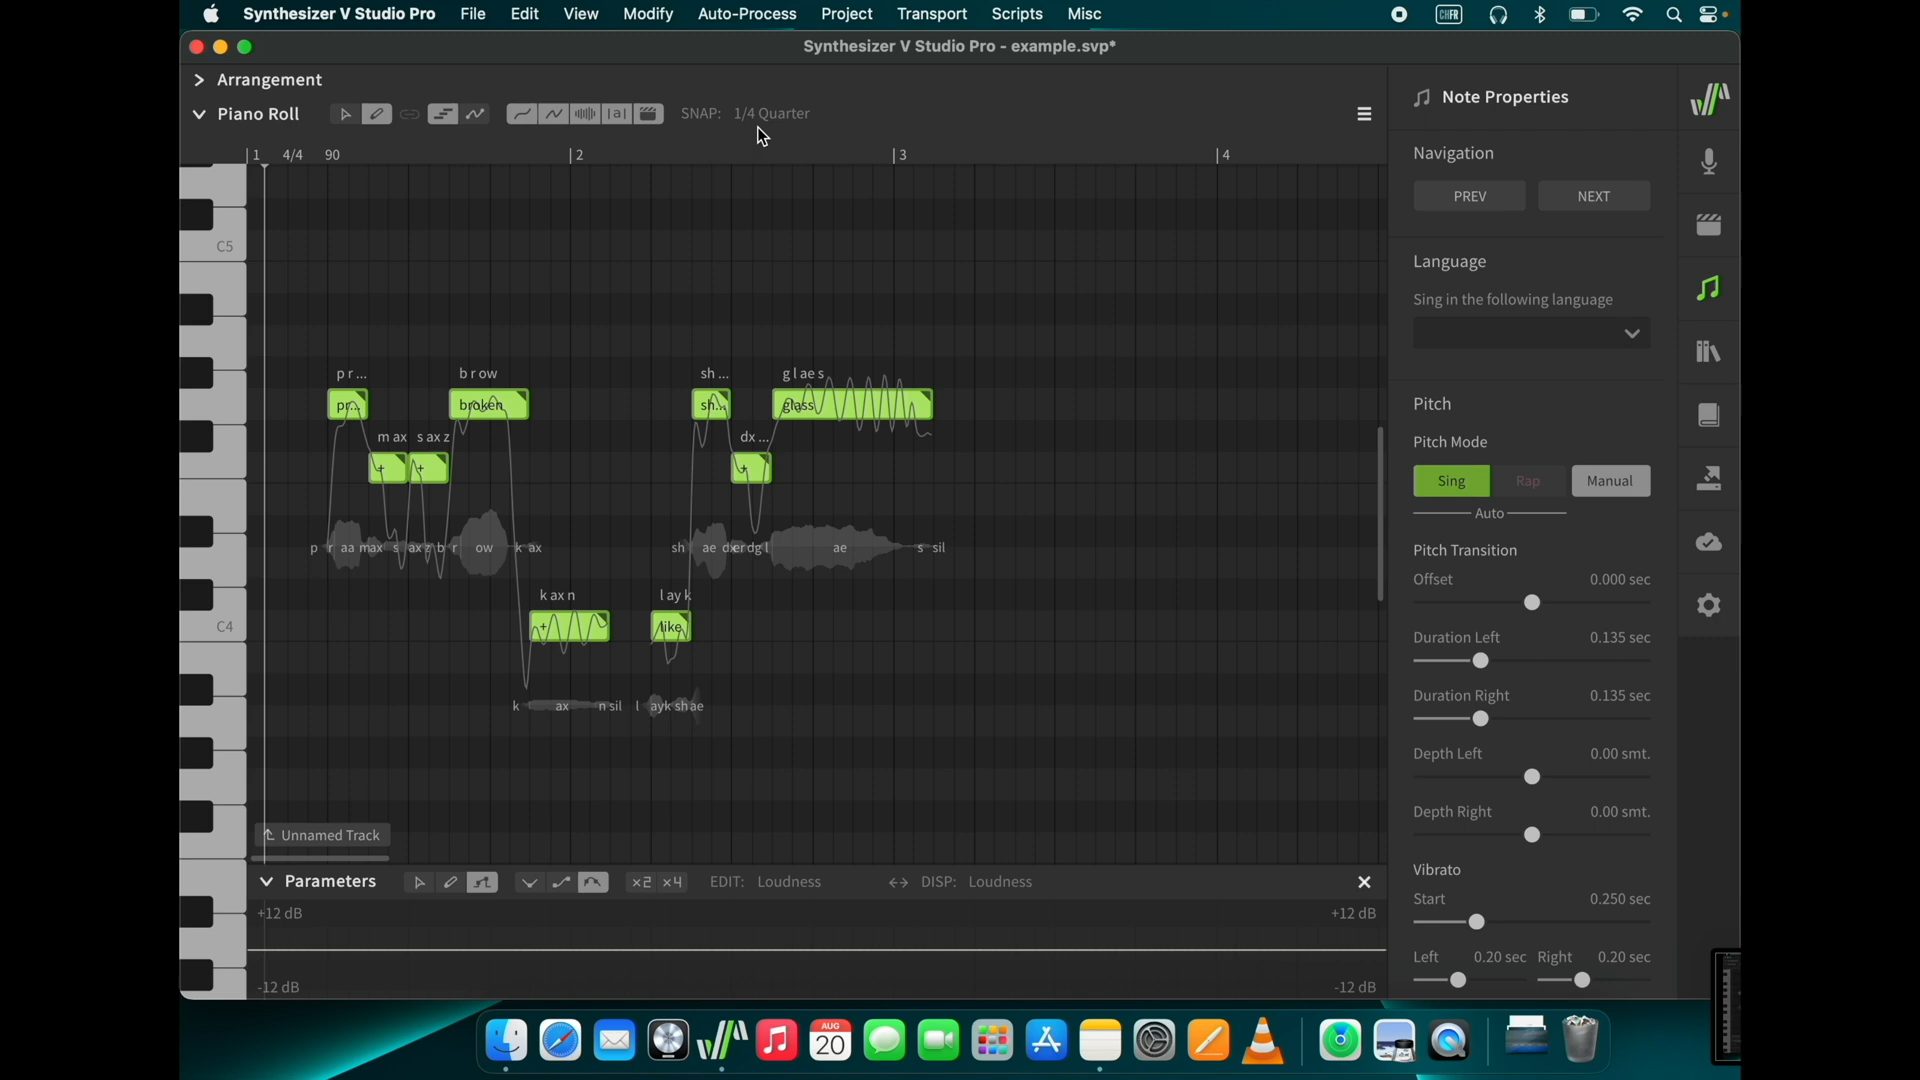 Synthesizer V Studio Pro File Edit View Modify Auto-Process Project Transport Scripts Misc
Synthesizer V Studio Pro - example.svp*
Arrangement
Piano Roll SNAP: 1/4 Quarter
1 4/4 90 2 3 4
C5
p r ... b r ow sh ... g l ae s
pr... broken sh... glass
m ax s ax z dx ...
+ + +
p r aa m ax s ax z b r ow k ax sh ae dx er d g l ae s sil
k ax n l ay k
C4 + like
k ax n sil l ay k sh ae
Unnamed Track
Parameters x2 x4 EDIT: Loudness DISP: Loudness
+12 dB +12 dB
-12 dB -12 dB
Note Properties
Navigation
PREV NEXT
Language
Sing in the following language
Pitch
Pitch Mode
Sing Rap Manual
Auto
Pitch Transition
Offset 0.000 sec
Duration Left 0.135 sec
Duration Right 0.135 sec
Depth Left 0.00 smt.
Depth Right 0.00 smt.
Vibrato
Start 0.250 sec
Left 0.20 sec Right 0.20 sec
AUG
20